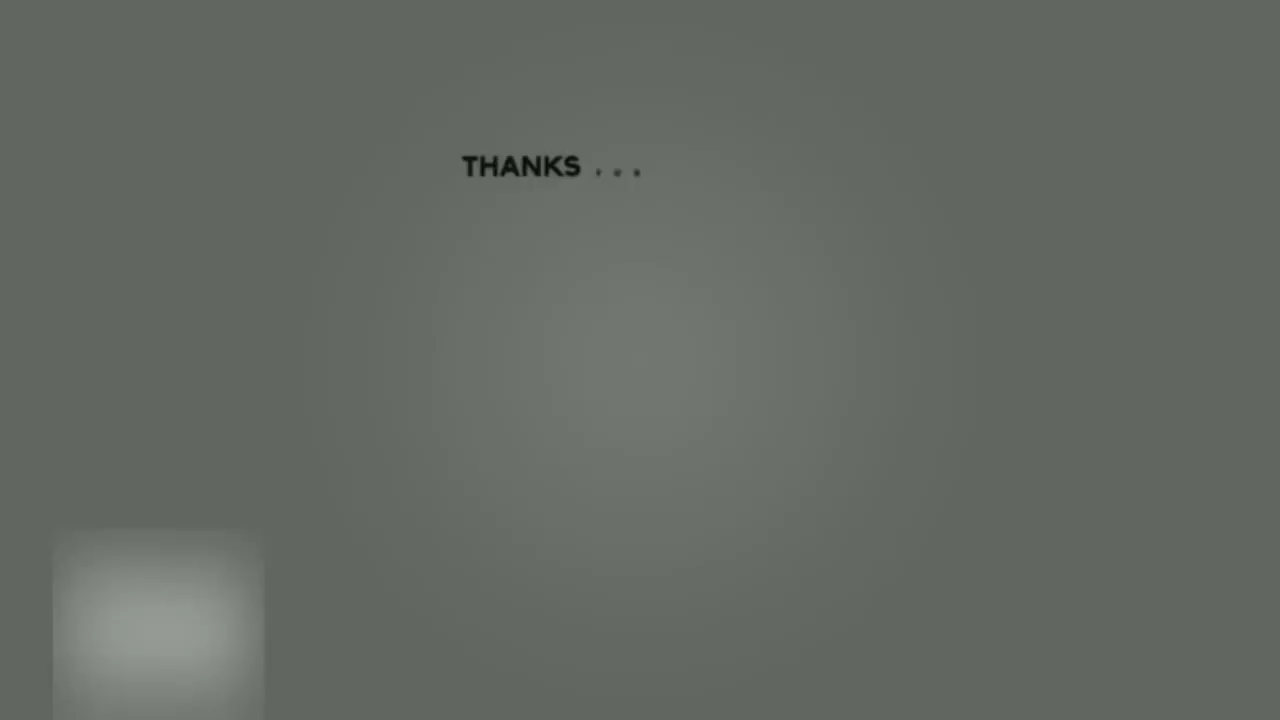 THANKS . . .